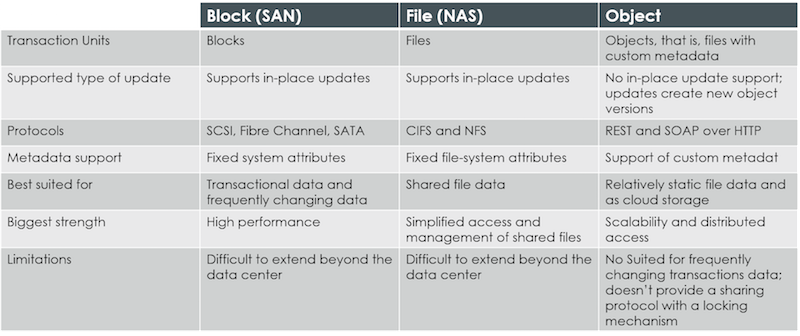 Block (SAN) File (NAS) Object
Transaction Units Blocks Files Objects, that is, files with
custom metadata
Supported type of update Supports in-place updates Supports in-place updates No in-place update support;
updates create new object
versions
Protocols SCSI, Fibre Channel, SATA CIFS and NFS REST and SOAP over HTTP
Metadata support Fixed system attributes Fixed file-system attributes Support of custom metadat
Best suited for Transactional data and Shared file data Relatively static file data and
frequently changing data as cloud storage
Biggest strength High performance Simplified access and Scalability and distributed
management of shared files access
Limitations Difficult to extend beyond the Difficult to extend beyond the No Suited for frequently
data center data center changing transactions data;
doesn't provide a sharing
protocol with a locking
mechanism